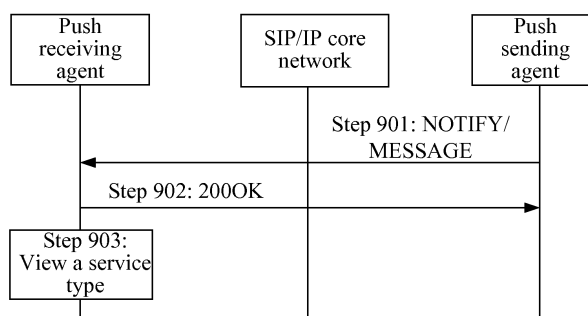 Push
receiving
agent
SIP/IP core
network
Push
sending
agent
Step 901: NOTIFY/
MESSAGE
Step 902: 200OK
Step 903:
View a service
type